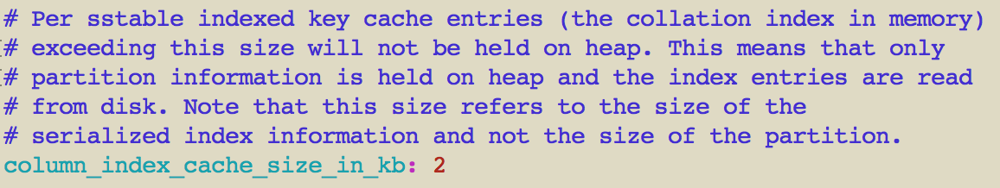 # Per sstable indexed key cache entries (the collation index in memory)
# exceeding this size will not be held on heap. This means that only
# partition information is held on heap and the index entries are read
# from disk. Note that this size refers to the size of the
# serialized index information and not the size of the partition.
column_index_cache_size_in_kb: 2